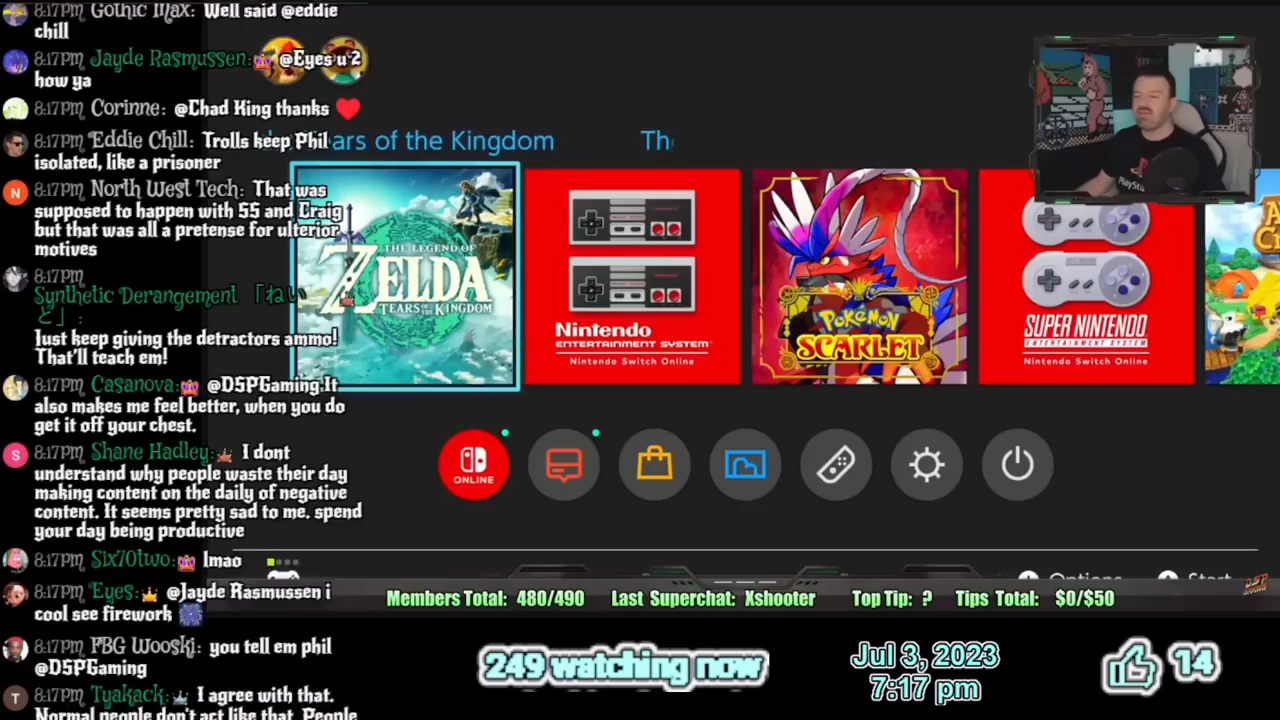 8:17PM Gothic Max: Well said @eddie
chill
8:17PM Jayde Rasmussen: @Eyes u 2
how ya
8:17PM Corinne: @Chad King thanks
8:17PM Eddie Chill: Trolls keep Phil
isolated, like a prisoner
8:17PM North West Tech: That was
supposed to happen with SS and Craig
but that was all a pretense for ulterior
motives
8:17PM
Synthetic Derangement 「ねい
ど」:
Just keep giving the detractors ammo!
That'll teach em!
8:17PM Casanova: @DSPGaming It
also makes me feel better, when you do
get it off your chest.
8:17PM Shane Hadley: I dont
understand why people waste their day
making content on the daily of negative
content. It seems pretty sad to me. spend
your day being productive
8:17PM Six70two: lmao
8:17PM Eyes: @Jayde Rasmussen i
cool see firework
8:17PM FBG Wooski: you tell em phil
@DSPGaming
8:17PM Tyakack: I agree with that.
Normal people don't act like that. People
ars of the Kingdom
Th
THE LEGEND OF
ZELDA
TEARS OF THE KINGDOM
Nintendo
ENTERTAINMENT SYSTEM™
Nintendo Switch Online
POKÉMON
SCARLET
SUPER NINTENDO
ENTERTAINMENT SYSTEM
Nintendo Switch Online
PlaySta
ONLINE
Options
Start
Members Total: 480/490 Last Superchat: Xshooter Top Tip: ? Tips Total: $0/$50
DSP
GAMING
249 watching now
Jul 3, 2023
7:17 pm
14